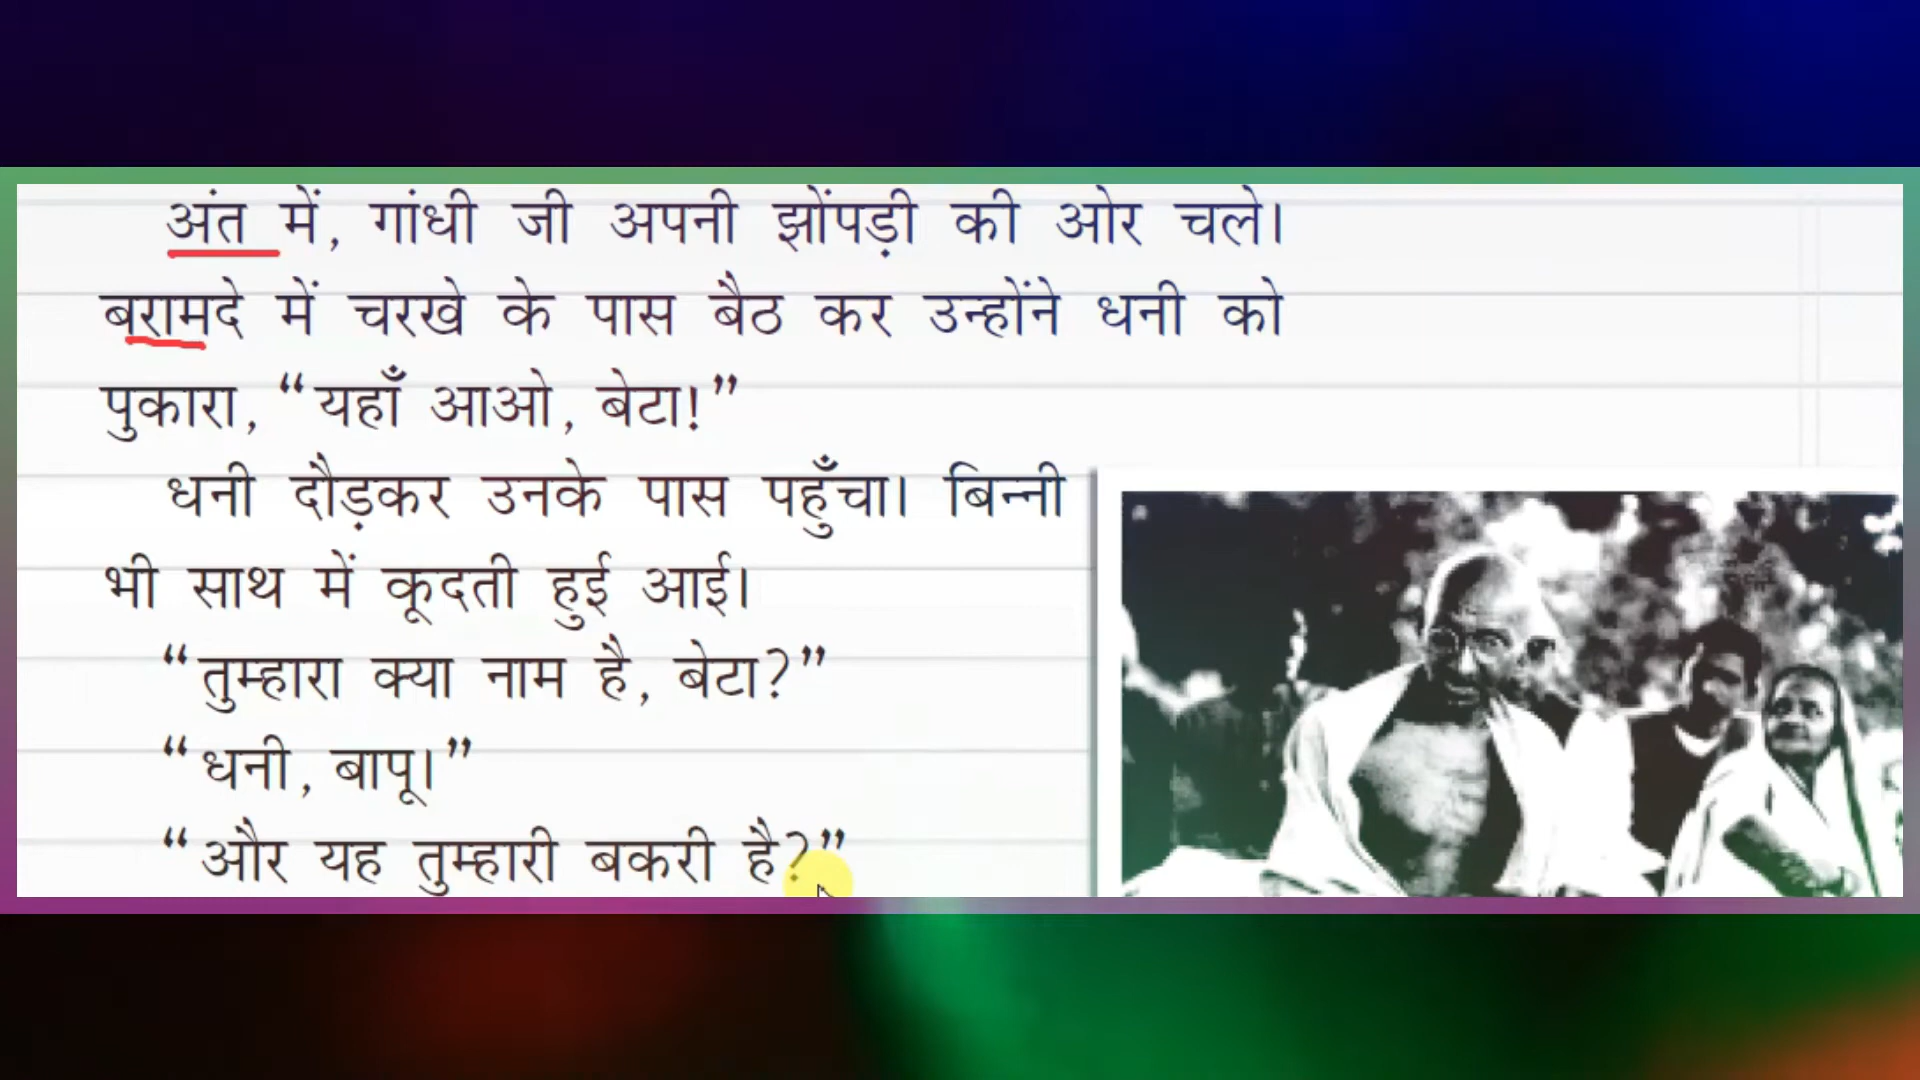 अंत में, गांधी जी अपनी झोंपड़ी की ओर चले।
बरामदे में चरखे के पास बैठ कर उन्होंने धनी को
पुकारा, “यहाँ आओ, बेटा!”
धनी दौड़कर उनके पास पहुँचा। बिन्नी
भी साथ में कूदती हुई आई।
“तुम्हारा क्या नाम है, बेटा?”
“धनी, बापू।”
“और यह तुम्हारी बकरी है?”